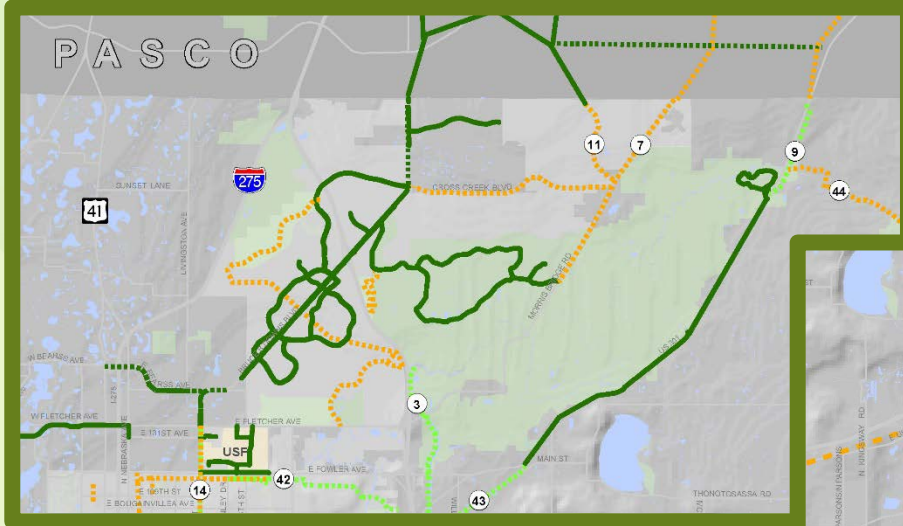 PASCO
11
7
9
275
SUNSET LANE
CROSS CREEK BLVD
44
41
LIVINGSTON AVE
MORRIS BRIDGE RD
ST
US 301
W BEARSS AVE
I-275
N KINGSWAY RD
3
W FLETCHER AVE
E FLETCHER AVE
E 131ST AVE
N NEBRASKA AVE
USF
MAIN ST
E FOWLER AVE
42
14
43
E BOUGAINVILLEA AVE
THONOTOSASSA RD